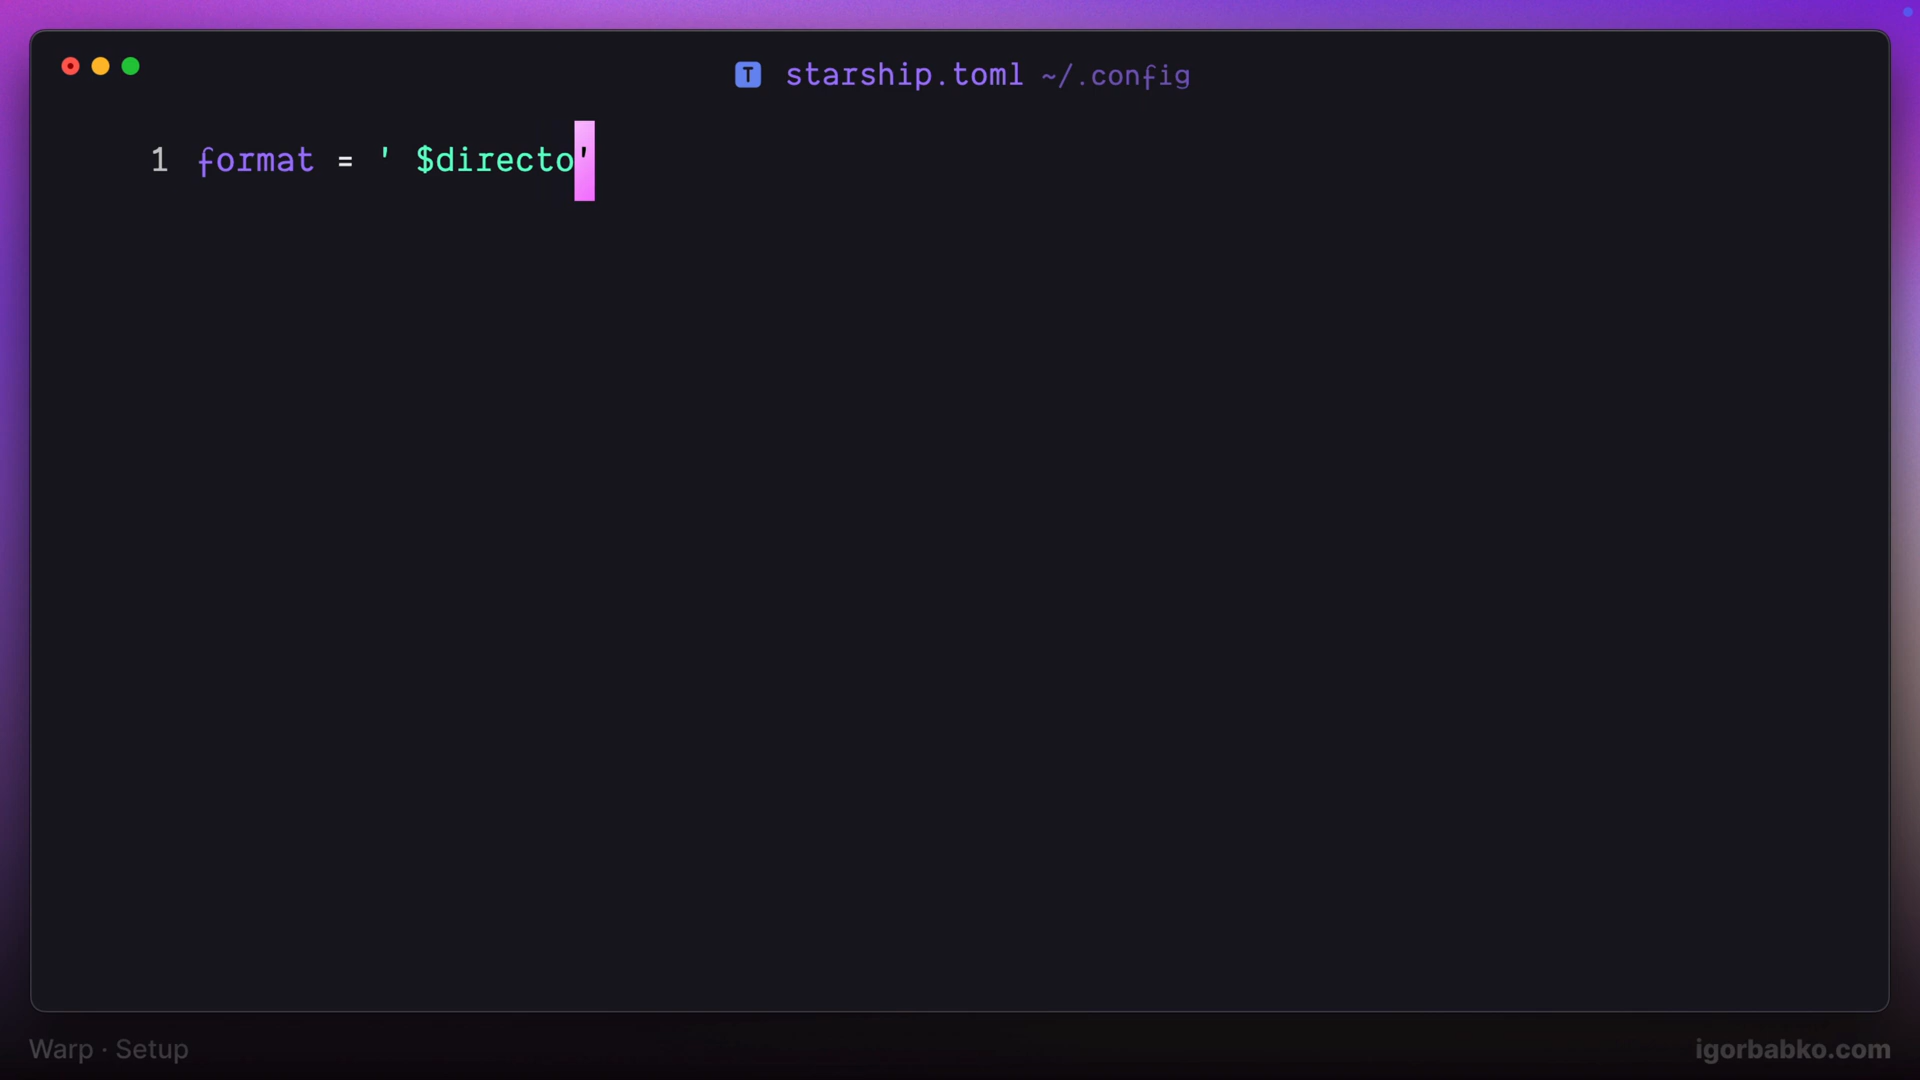 T starship.toml ~/.config
1 format = ' $directo'
Warp · Setup
igorbabko.com